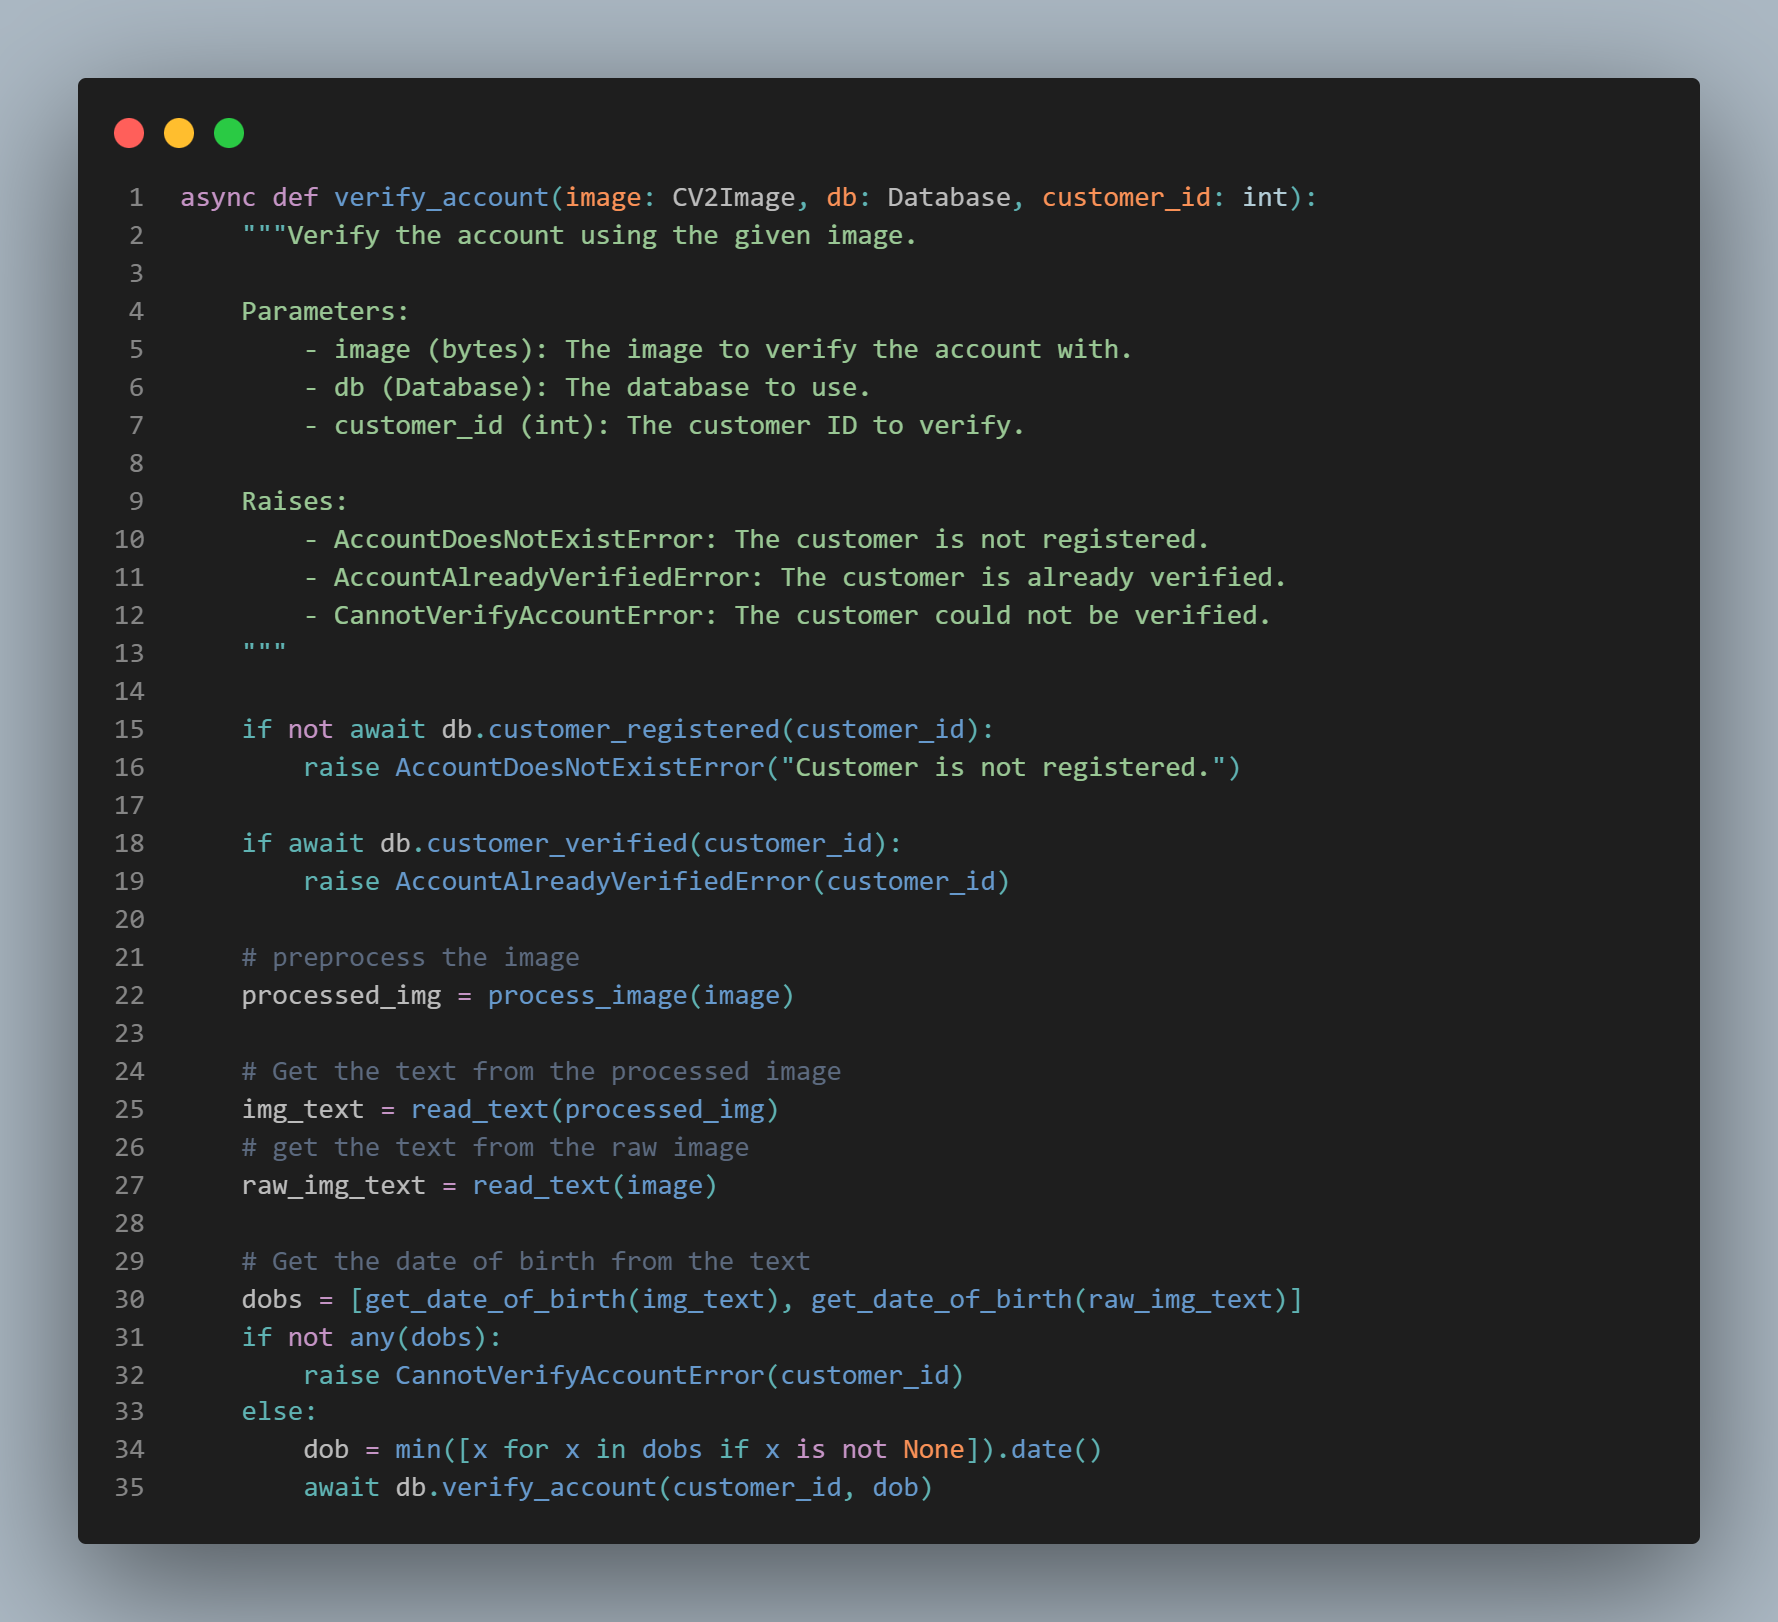 1 async def verify_account(image: CV2Image, db: Database, customer_id: int):
2     """Verify the account using the given image.
3
4     Parameters:
5         - image (bytes): The image to verify the account with.
6         - db (Database): The database to use.
7         - customer_id (int): The customer ID to verify.
8
9     Raises:
10         - AccountDoesNotExistError: The customer is not registered.
11         - AccountAlreadyVerifiedError: The customer is already verified.
12         - CannotVerifyAccountError: The customer could not be verified.
13     """
14
15     if not await db.customer_registered(customer_id):
16         raise AccountDoesNotExistError("Customer is not registered.")
17
18     if await db.customer_verified(customer_id):
19         raise AccountAlreadyVerifiedError(customer_id)
20
21     # preprocess the image
22     processed_img = process_image(image)
23
24     # Get the text from the processed image
25     img_text = read_text(processed_img)
26     # get the text from the raw image
27     raw_img_text = read_text(image)
28
29     # Get the date of birth from the text
30     dobs = [get_date_of_birth(img_text), get_date_of_birth(raw_img_text)]
31     if not any(dobs):
32         raise CannotVerifyAccountError(customer_id)
33     else:
34         dob = min([x for x in dobs if x is not None]).date()
35         await db.verify_account(customer_id, dob)